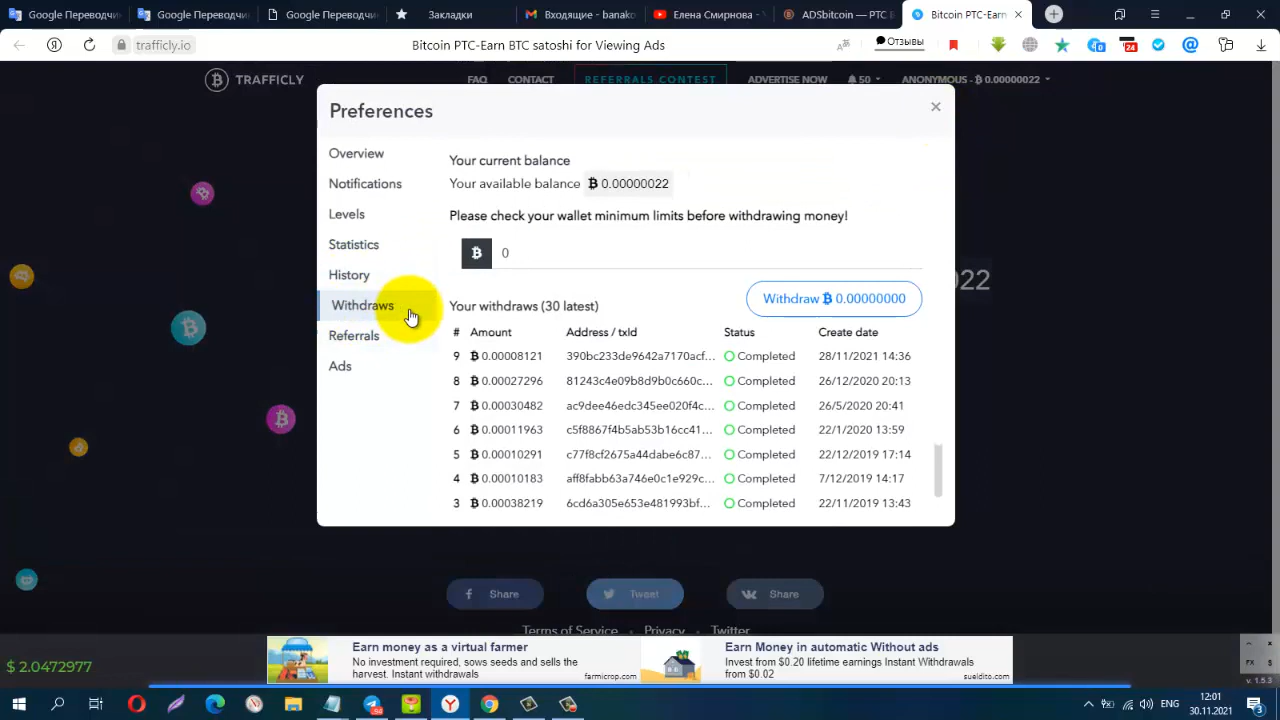 Google Переводчи
Google Переводчи
Google Переводчи
Закладки
Входящие - banako
Елена Смирнова - Y
ADSbitcoin — PTC B
Bitcoin PTC-Earn
trafficly.io
Bitcoin PTC-Earn BTC satoshi for Viewing Ads
Отзывы
0
24
TRAFFICLY
FAQ
CONTACT
REFERRALS CONTEST
ADVERTISE NOW
50
ANONYMOUS - ₿ 0.00000022
Preferences
Overview
Notifications
Levels
Statistics
History
Withdraws
Referrals
Ads
Your current balance
Your available balance ₿ 0.00000022
Please check your wallet minimum limits before withdrawing money!
₿ 0
Withdraw ₿ 0.00000000
Your withdraws (30 latest)
# Amount Address / txId Status Create date
9 ₿ 0.00008121 390bc233de9642a7170acf... Completed 28/11/2021 14:36
8 ₿ 0.00027296 81243c4e09b8d9b0c660c... Completed 26/12/2020 20:13
7 ₿ 0.00030482 ac9dee46edc345ee020f4c... Completed 26/5/2020 20:41
6 ₿ 0.00011963 c5f8867f4b5ab53b16cc41... Completed 22/1/2020 13:59
5 ₿ 0.00010291 c77f8cf2675a44dabe6c87... Completed 22/12/2019 17:14
4 ₿ 0.00010183 aff8fabb63a746e0c1e929c... Completed 7/12/2019 14:17
3 ₿ 0.00038219 6cd6a305e653e481993bf... Completed 22/11/2019 13:43
022
Share
Tweet
Share
Terms of Service · Privacy · Twitter
$ 2.0472977
Earn money as a virtual farmer
No investment required, sows seeds and sells the
harvest. Instant withdrawals
farmicrop.com
Earn Money in automatic Without ads
Invest from $0.20 lifetime earnings Instant Withdrawals
from $0.02
sueldito.com
FX $
v. 1.5.3
ENG
12:01
30.11.2021
3